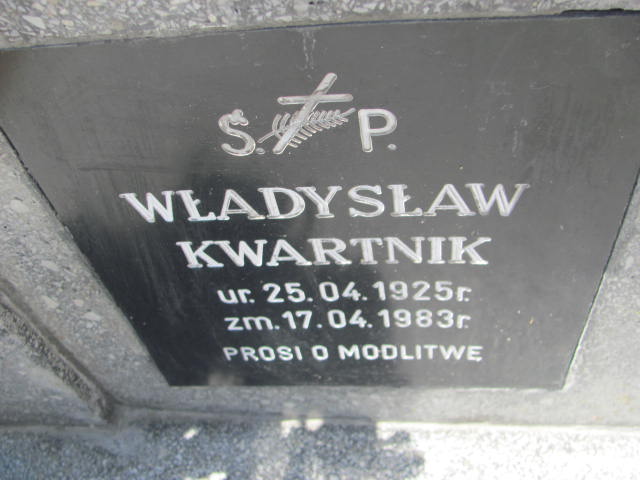 Ś. P.
WŁADYSŁAW
KWARTNIK
ur. 25.04.1925r.
zm. 17.04.1983r.
PROSI O MODLITWĘ